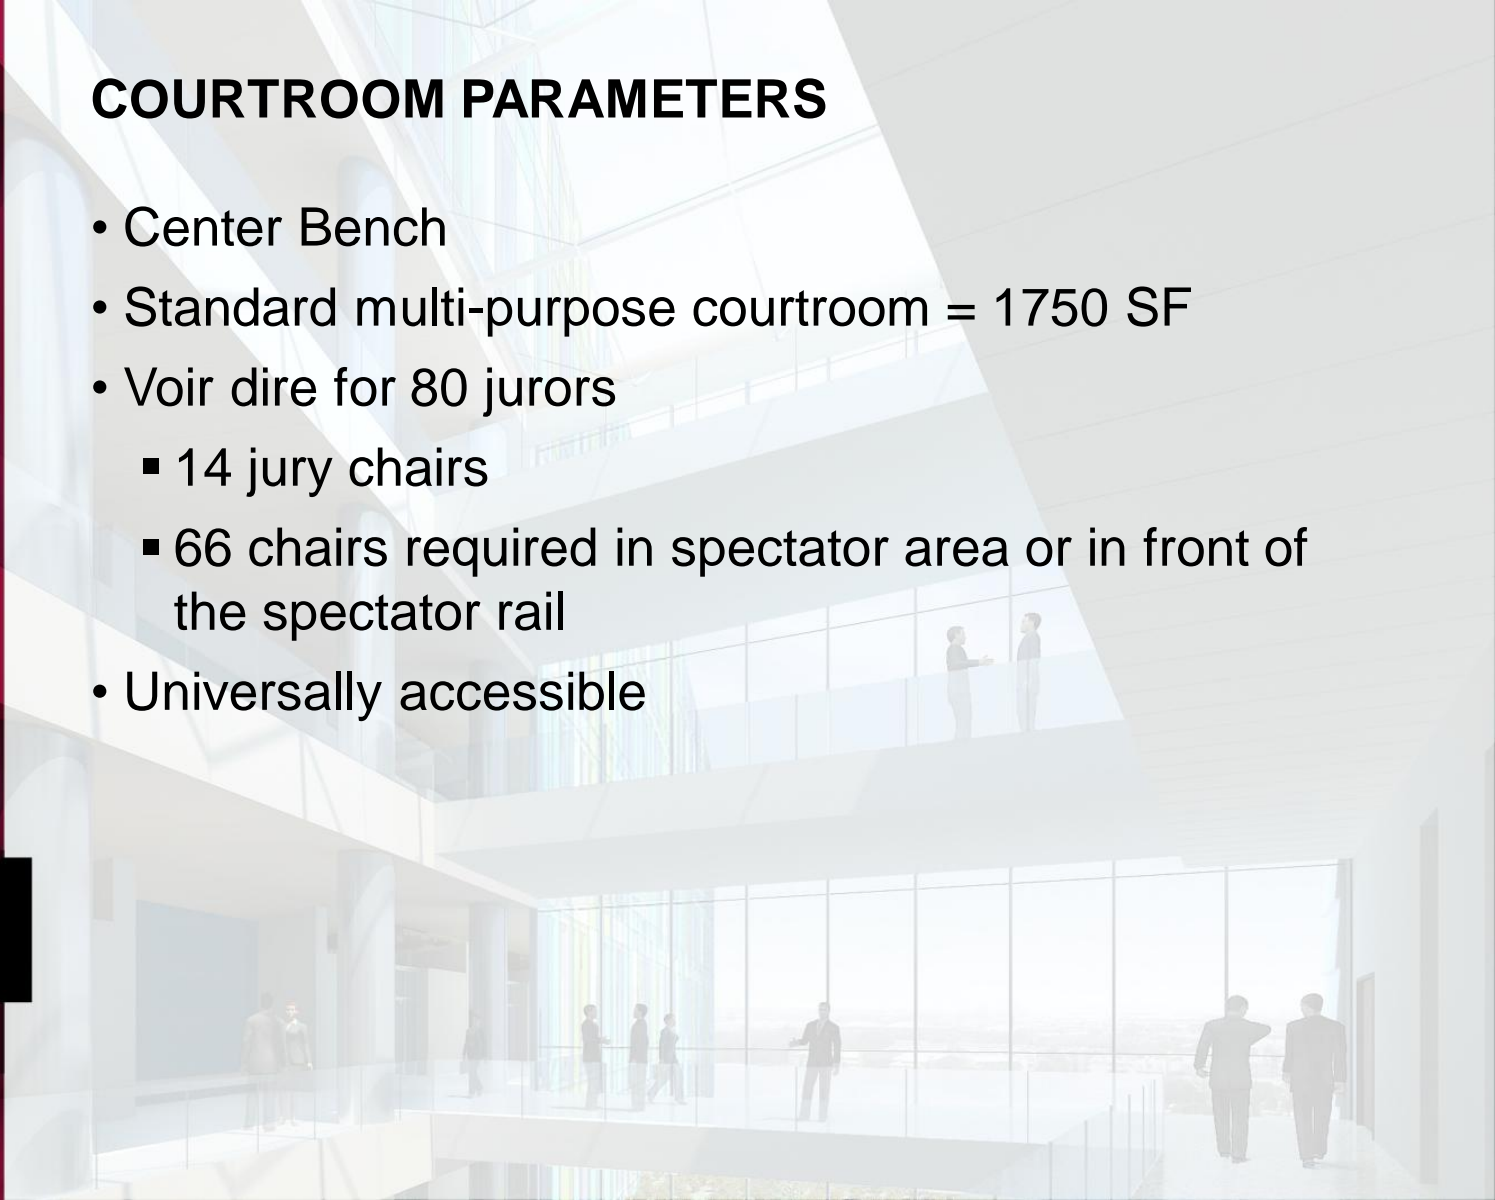 COURTROOM PARAMETERS
• Center Bench
• Standard multi-purpose courtroom = 1750 SF
• Voir dire for 80 jurors
▪ 14 jury chairs
▪ 66 chairs required in spectator area or in front of
the spectator rail
• Universally accessible